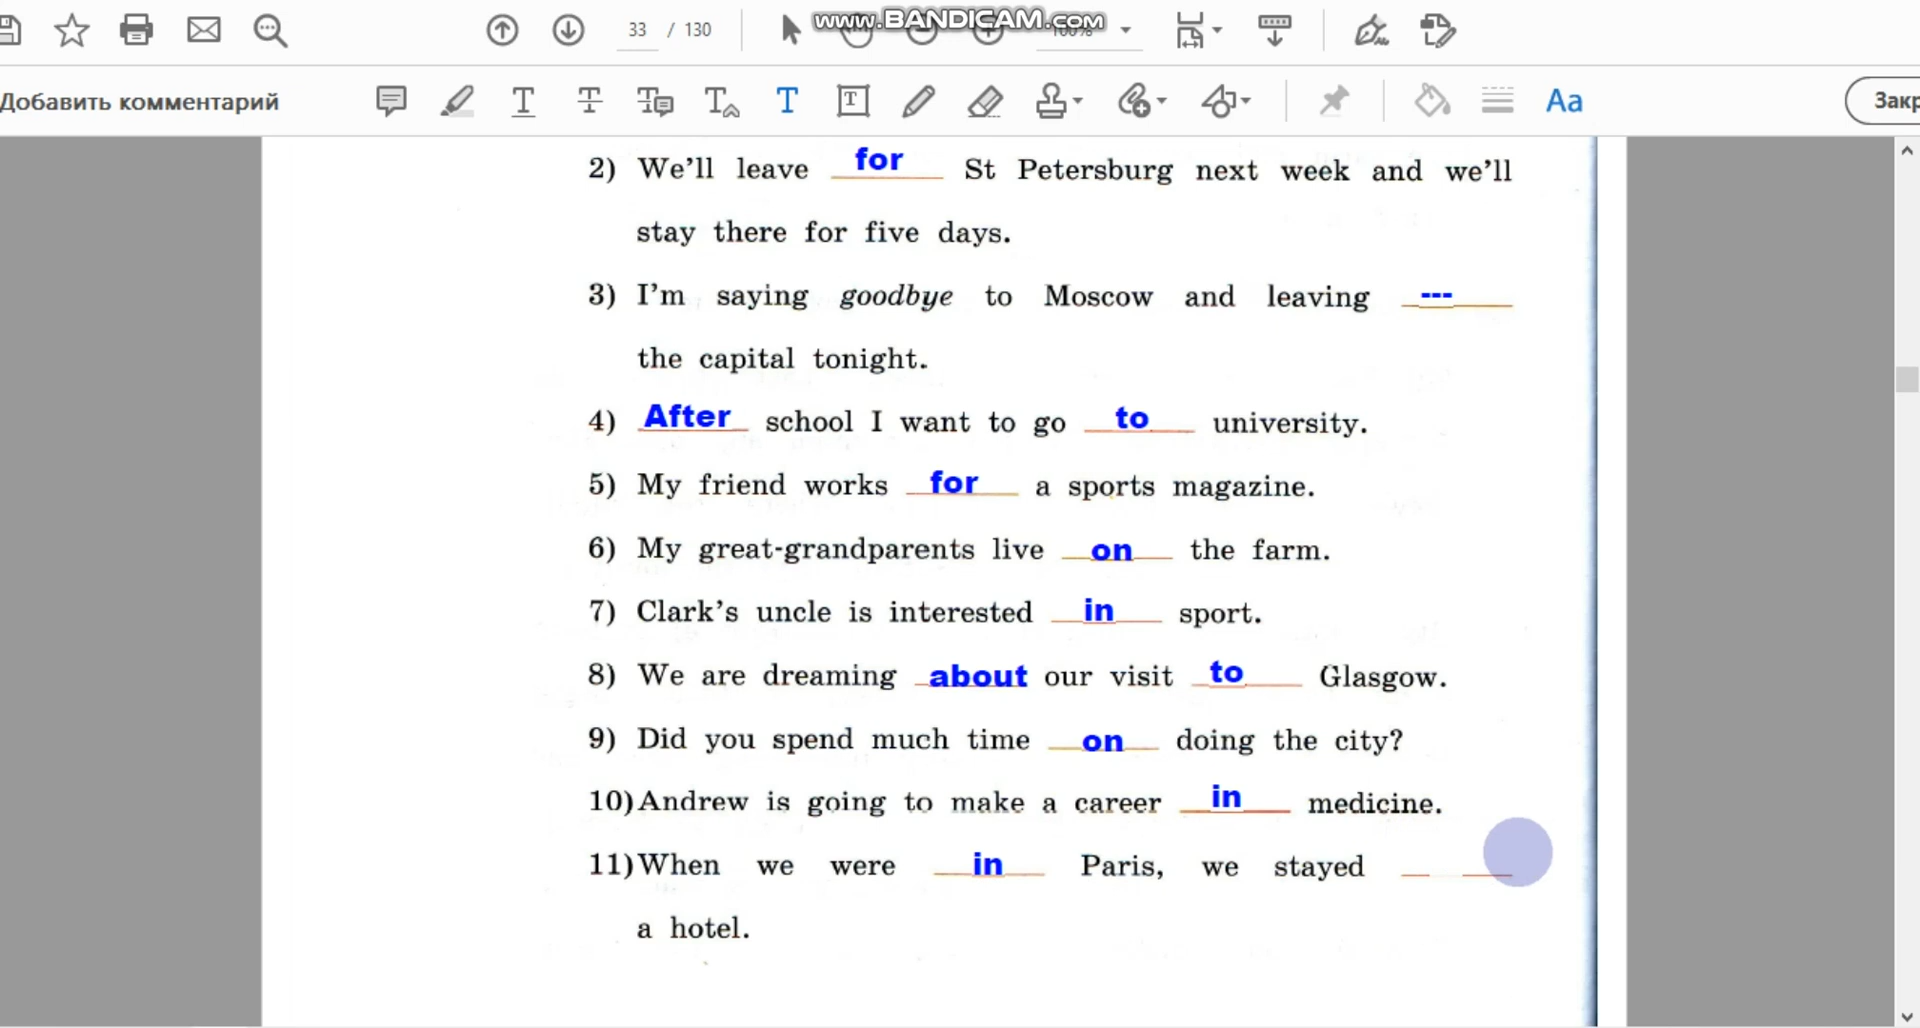 www.BANDICAM.com
33 / 130
100%
Добавить комментарий
Aa
Закр
2) We'll leave for St Petersburg next week and we'll
stay there for five days.
3) I'm saying goodbye to Moscow and leaving ---
the capital tonight.
4) After school I want to go to university.
5) My friend works for a sports magazine.
6) My great-grandparents live on the farm.
7) Clark's uncle is interested in sport.
8) We are dreaming about our visit to Glasgow.
9) Did you spend much time on doing the city?
10) Andrew is going to make a career in medicine.
11) When we were in Paris, we stayed
a hotel.